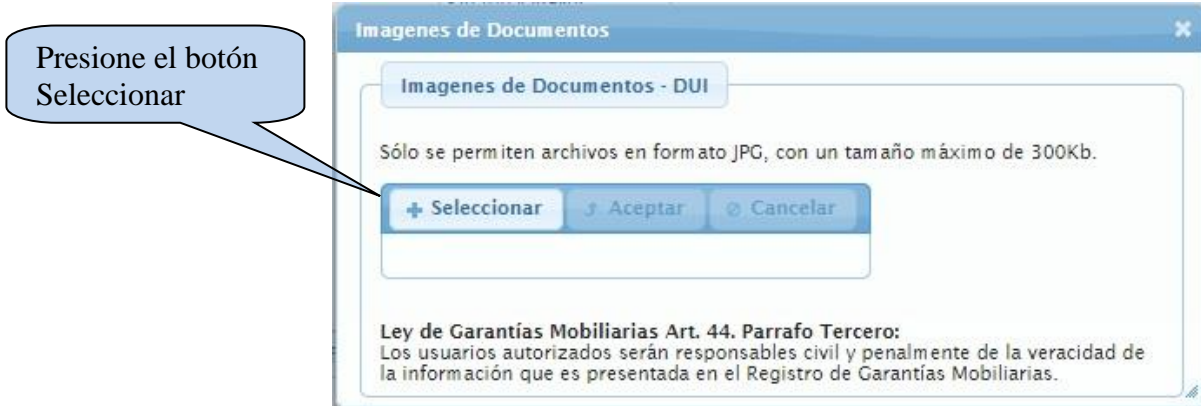 Presione el botón
Seleccionar
Imagenes de Documentos
Imagenes de Documentos - DUI
Sólo se permiten archivos en formato JPG, con un tamaño máximo de 300Kb.
Seleccionar Aceptar Cancelar
Ley de Garantías Mobiliarias Art. 44. Parrafo Tercero:
Los usuarios autorizados serán responsables civil y penalmente de la veracidad de
la información que es presentada en el Registro de Garantías Mobiliarias.